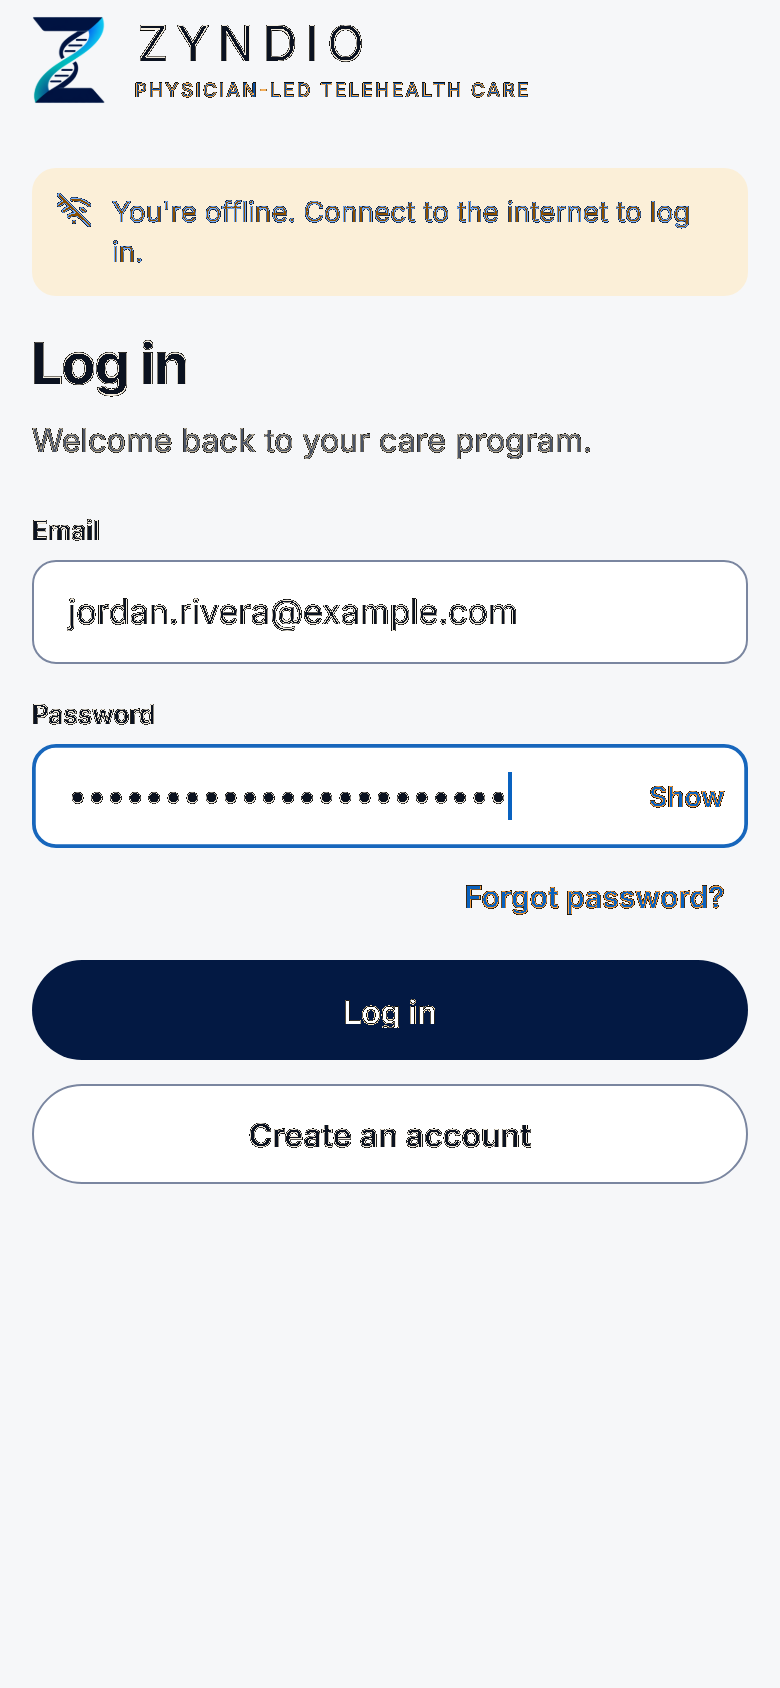 ZYNDIO
PHYSICIAN-LED TELEHEALTH CARE
You're offline. Connect to the internet to log
in.
Log in
Welcome back to your care program.
Email
jordan.rivera@example.com
Password
•••••••••••••••••••••••
Show
Forgot password?
Log in
Create an account